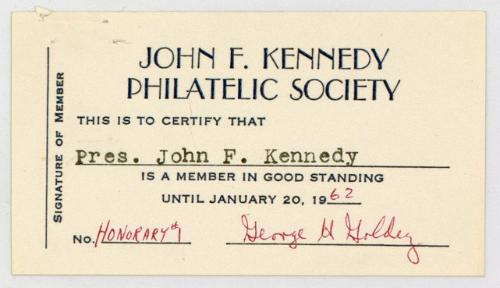 JOHN F. KENNEDY
PHILATELIC SOCIETY
THIS IS TO CERTIFY THAT
Pres. John F. Kennedy
IS A MEMBER IN GOOD STANDING
UNTIL JANUARY 20, 1962
No. HONORARY #1 George H Goldey
SIGNATURE OF MEMBER